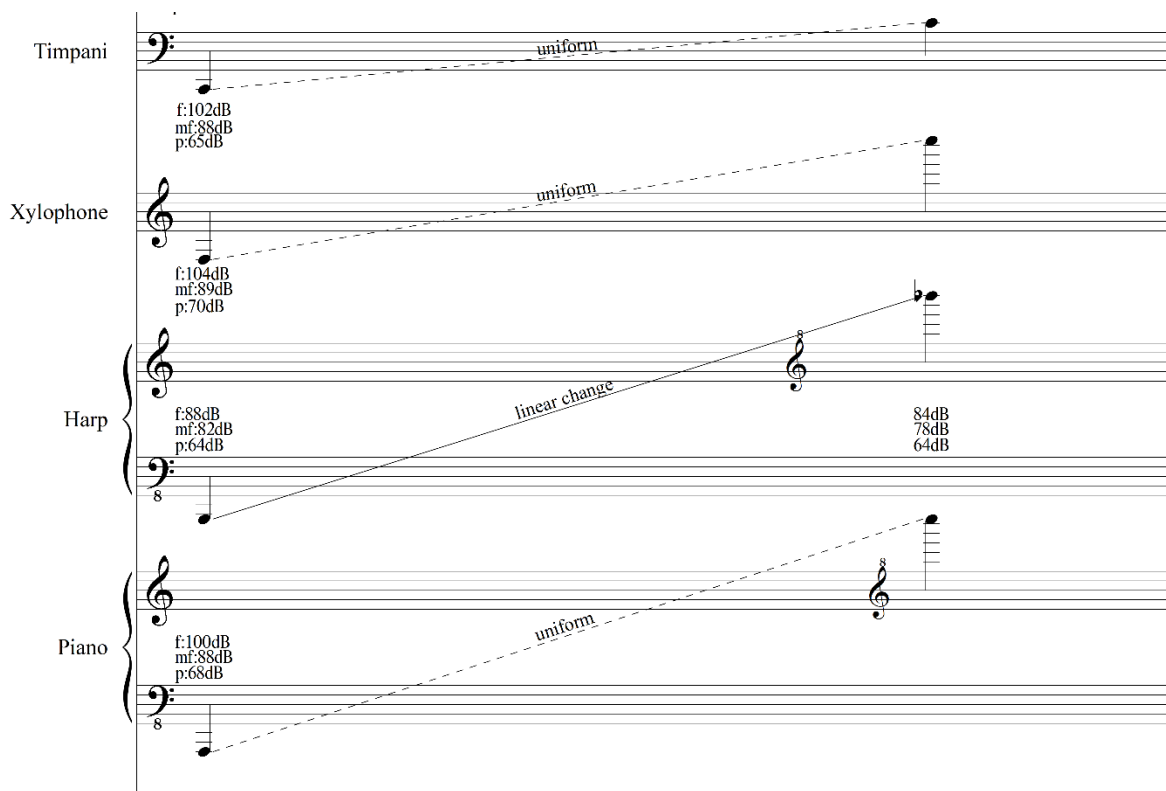 Timpani
uniform
f:102dB
mf:88dB
p:65dB
Xylophone
uniform
f:104dB
mf:89dB
p:70dB
8
Harp
linear change
f:88dB
mf:82dB
p:64dB
84dB
78dB
64dB
8
8
Piano
uniform
f:100dB
mf:88dB
p:68dB
8